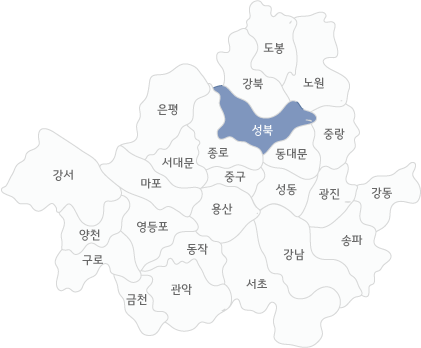 도봉
강북
노원
은평
성북
중랑
종로
동대문
서대문
강서
마포
중구
성동
광진
강동
용산
양천
영등포
송파
동작
강남
구로
관악
서초
금천